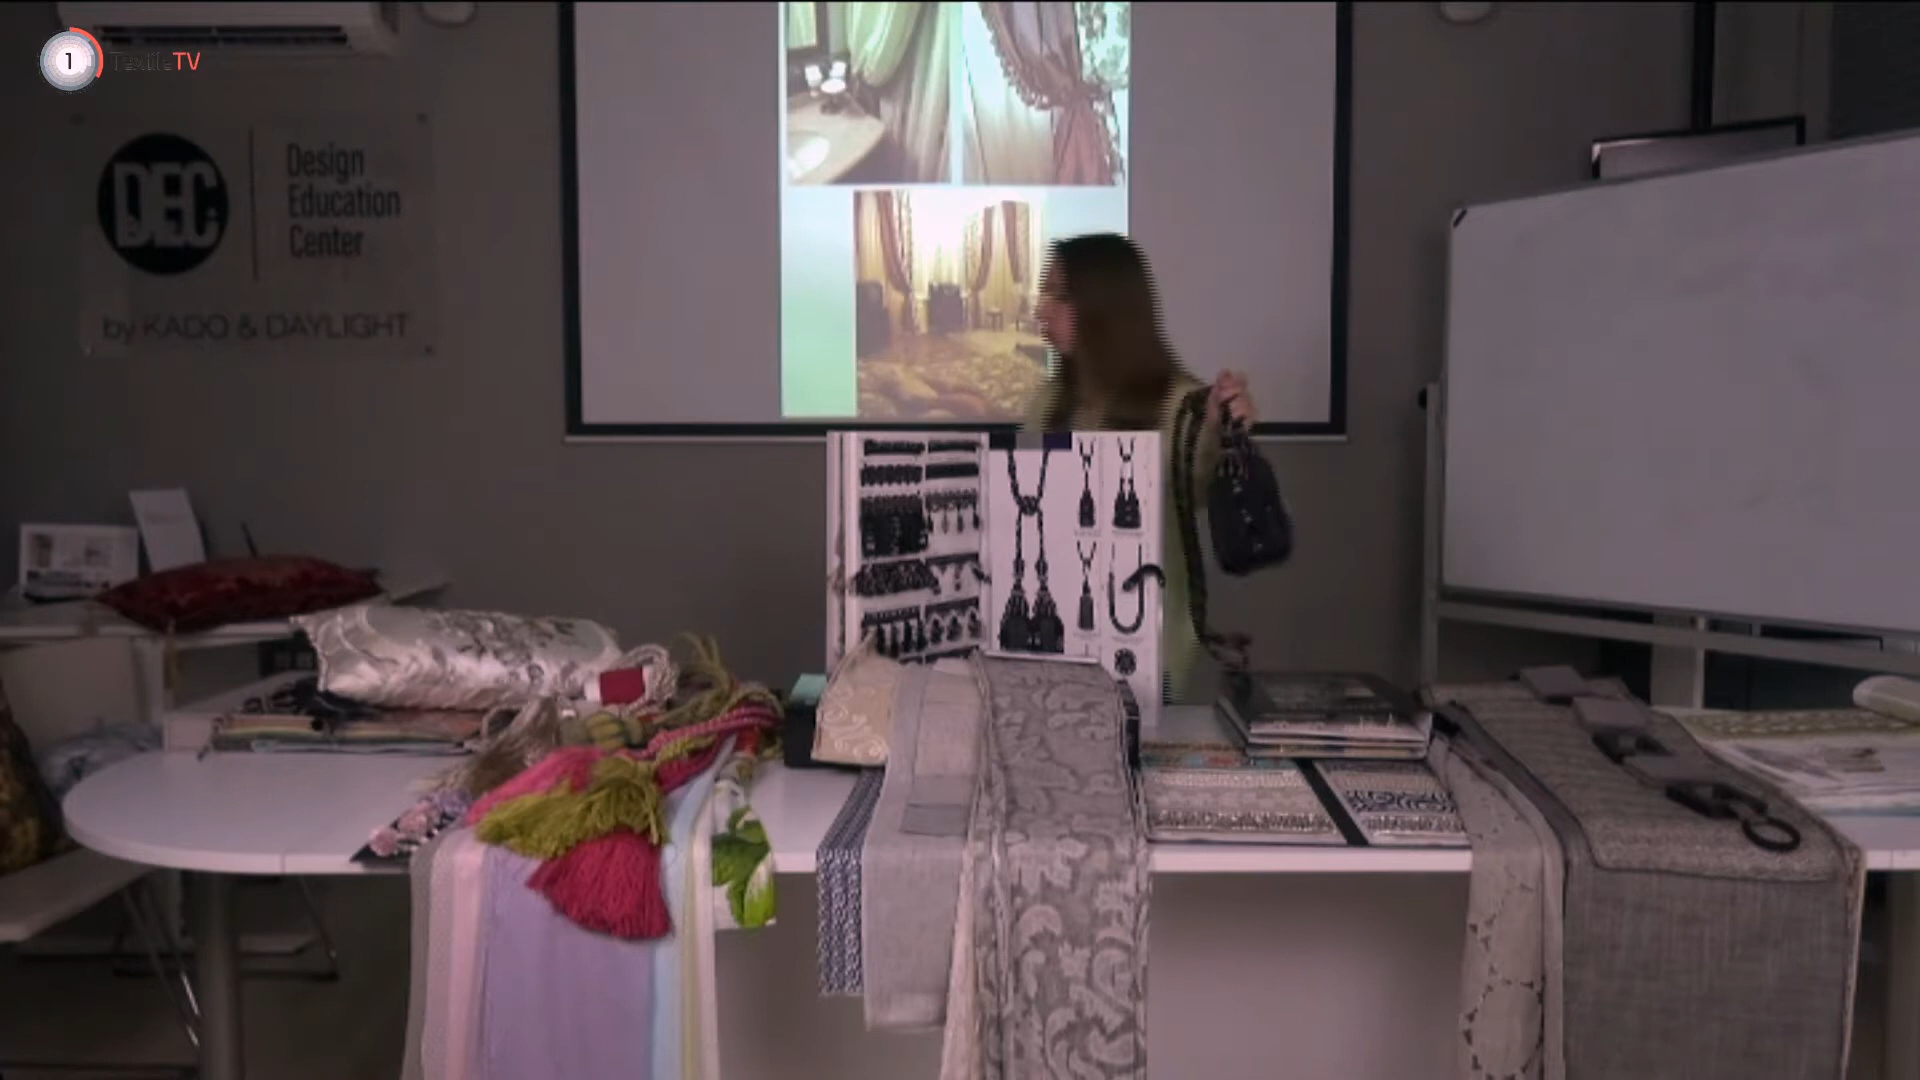 1
TextileTV
DEC
Design
Education
Center
by KADO & DAYLIGHT